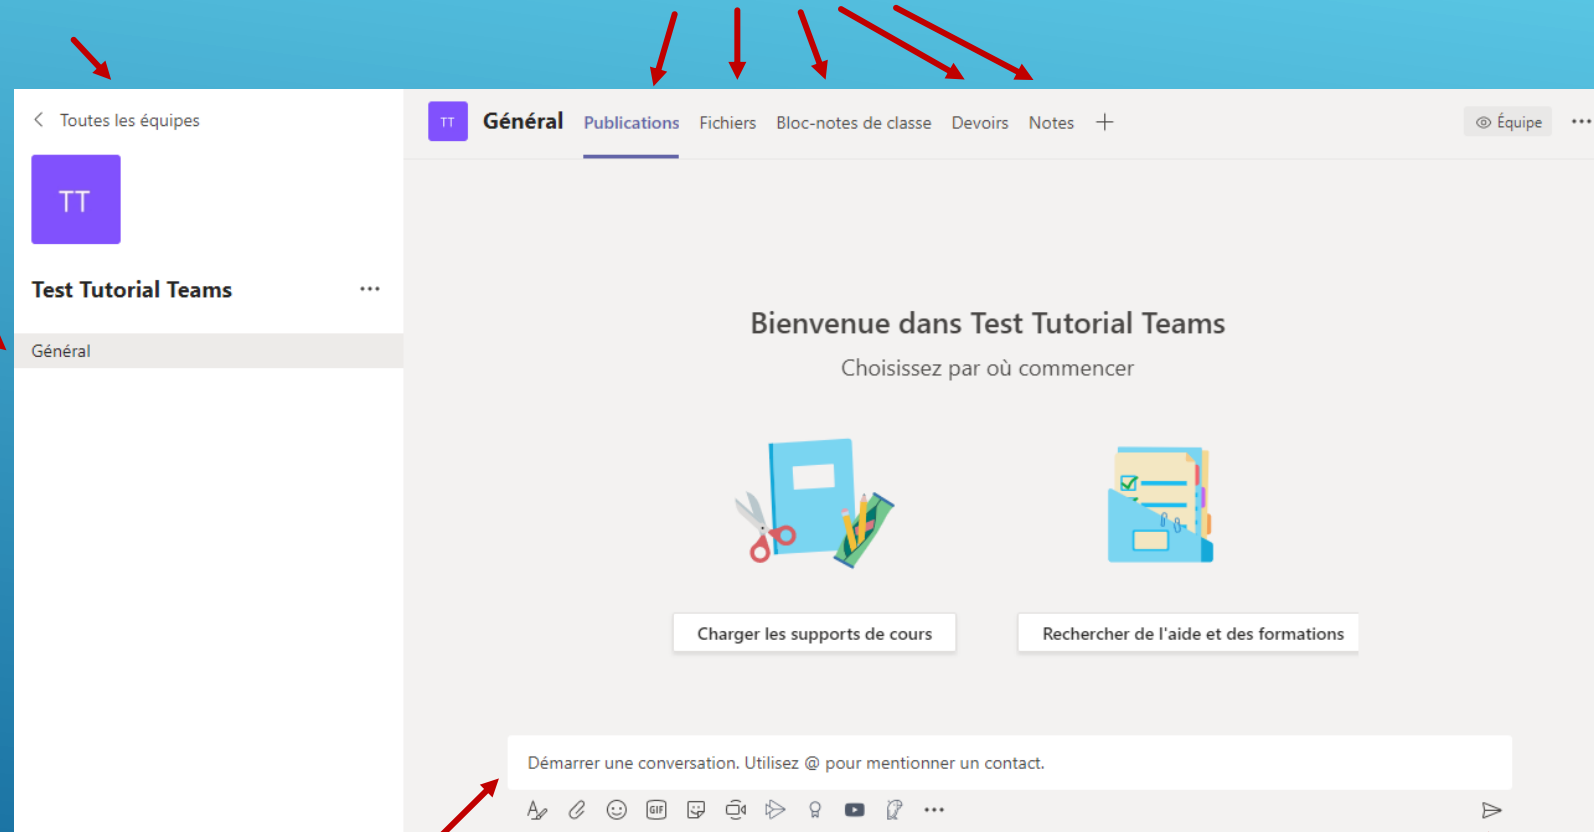 Toutes les équipes
TT
Test Tutorial Teams
Général
TT Général Publications Fichiers Bloc-notes de classe Devoirs Notes
Équipe
Bienvenue dans Test Tutorial Teams
Choisissez par où commencer
Charger les supports de cours
Rechercher de l'aide et des formations
Démarrer une conversation. Utilisez @ pour mentionner un contact.
GIF